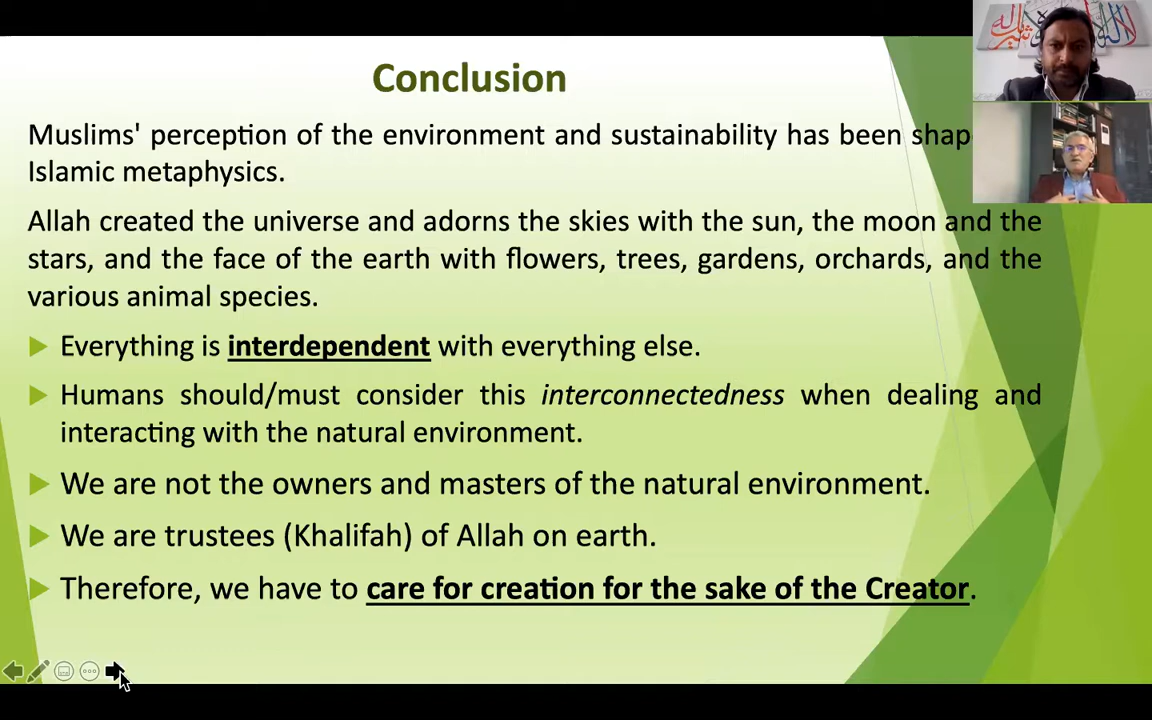 Conclusion
Muslims' perception of the environment and sustainability has been
Islamic metaphysics.
Allah created the universe and adorns the skies with the sun, the moon and the
stars, and the face of the earth with flowers, trees, gardens, orchards, and the
various animal species.
Everything is interdependent with everything else.
Humans should/must consider this interconnectedness when dealing and
interacting with the natural environment.
We are not the owners and masters of the natural environment.
We are trustees (Khalifah) of Allah on earth.
Therefore, we have to care for creation for the sake of the Creator.